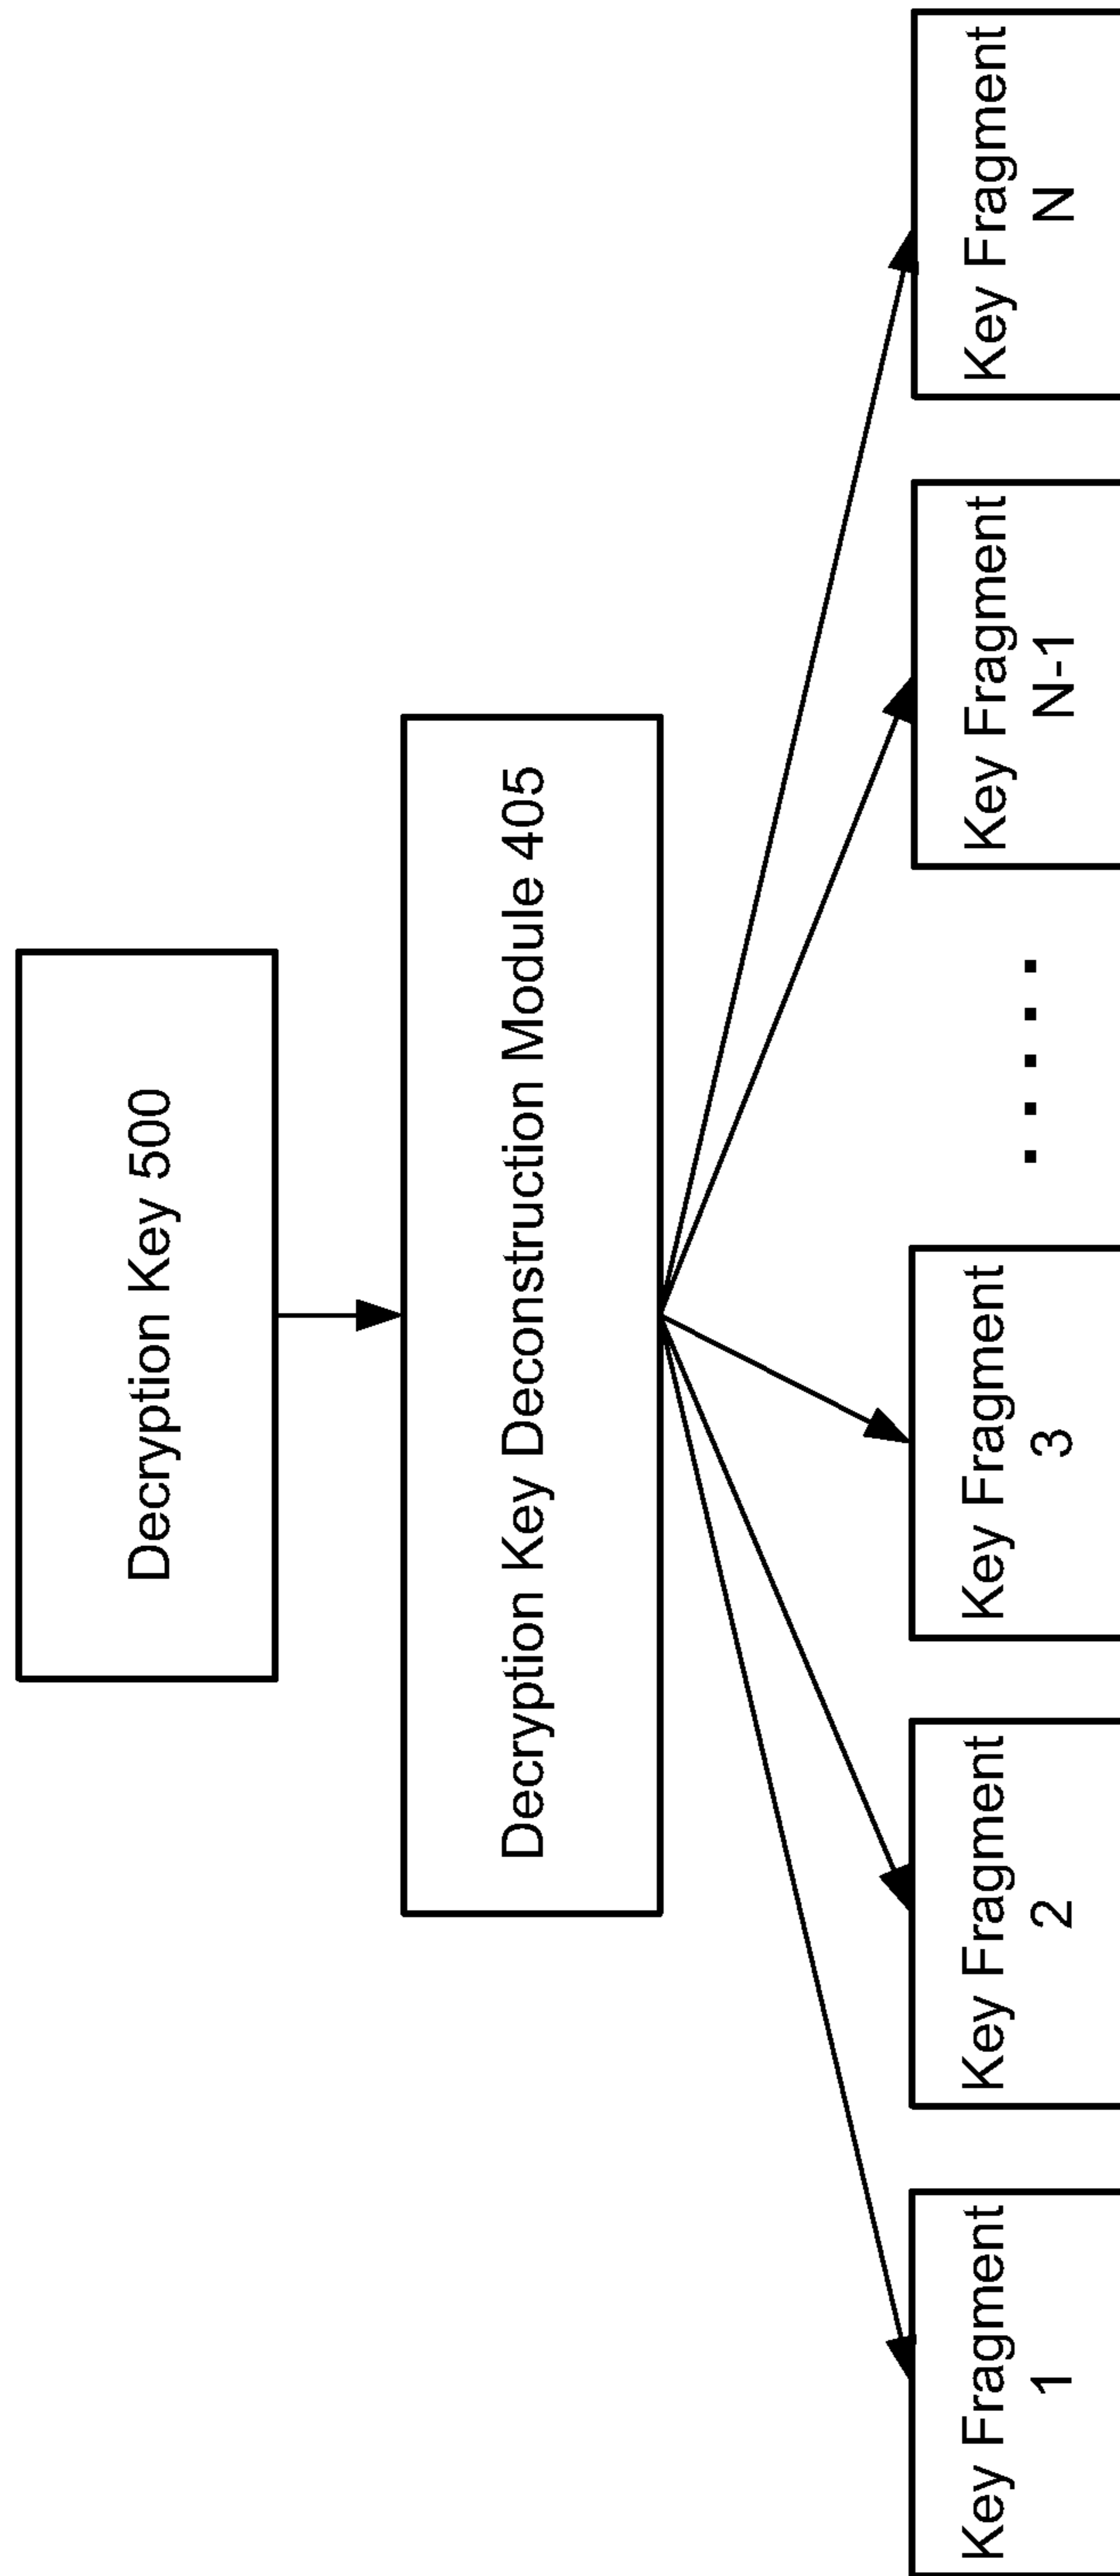 Decryption Key 500
Decryption Key Deconstruction Module 405
Key Fragment
1
Key Fragment
2
Key Fragment
3
. . . . .
Key Fragment
N-1
Key Fragment
N